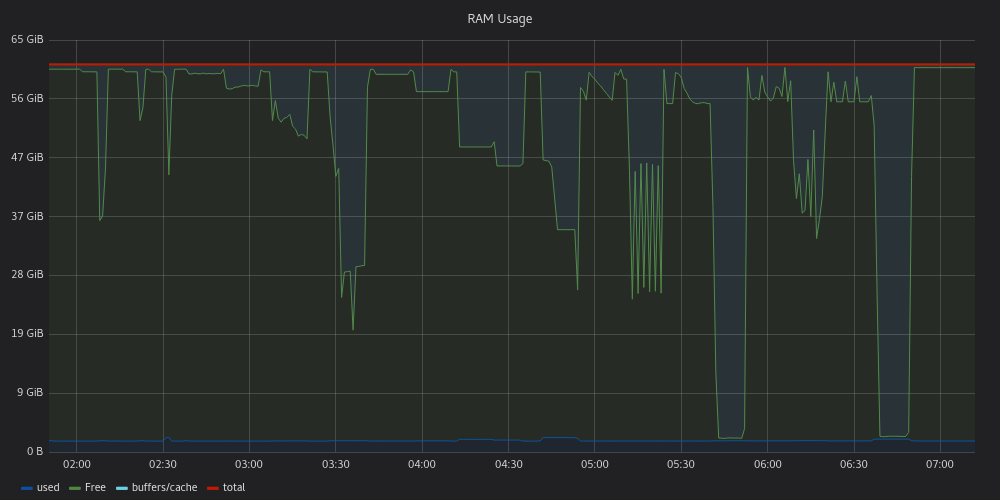 RAM Usage
65 GiB
56 GiB
47 GiB
37 GiB
28 GiB
19 GiB
9 GiB
0 B
02:00 02:30 03:00 03:30 04:00 04:30 05:00 05:30 06:00 06:30 07:00
used Free buffers/cache total